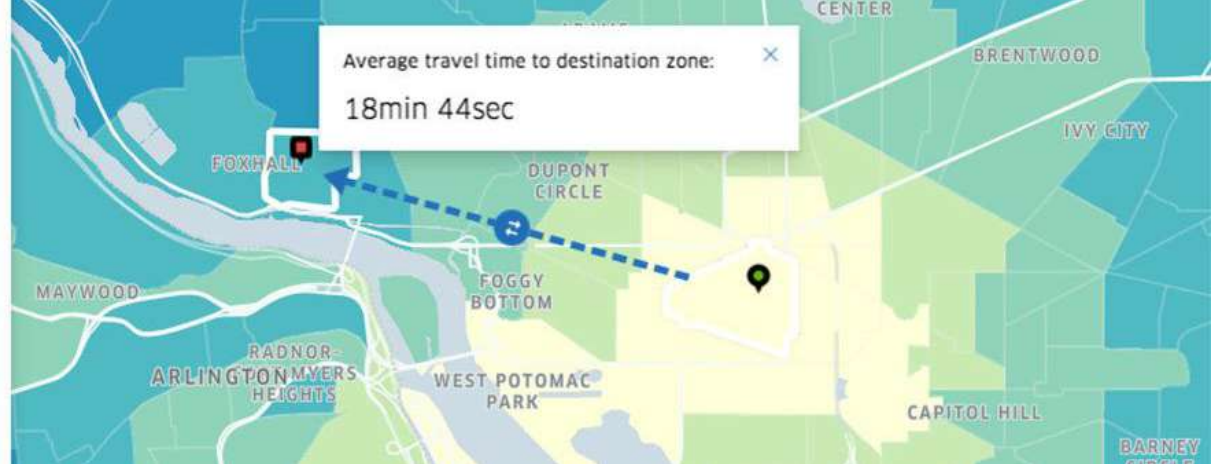 CENTER
BRENTWOOD
Average travel time to destination zone:
18min 44sec
IVY CITY
FOXHALL
DUPONT
CIRCLE
FOGGY
BOTTOM
MAYWOOD
RADNOR-
ARLINGTON MYERS
HEIGHTS
WEST POTOMAC
PARK
CAPITOL HILL
BARNEY